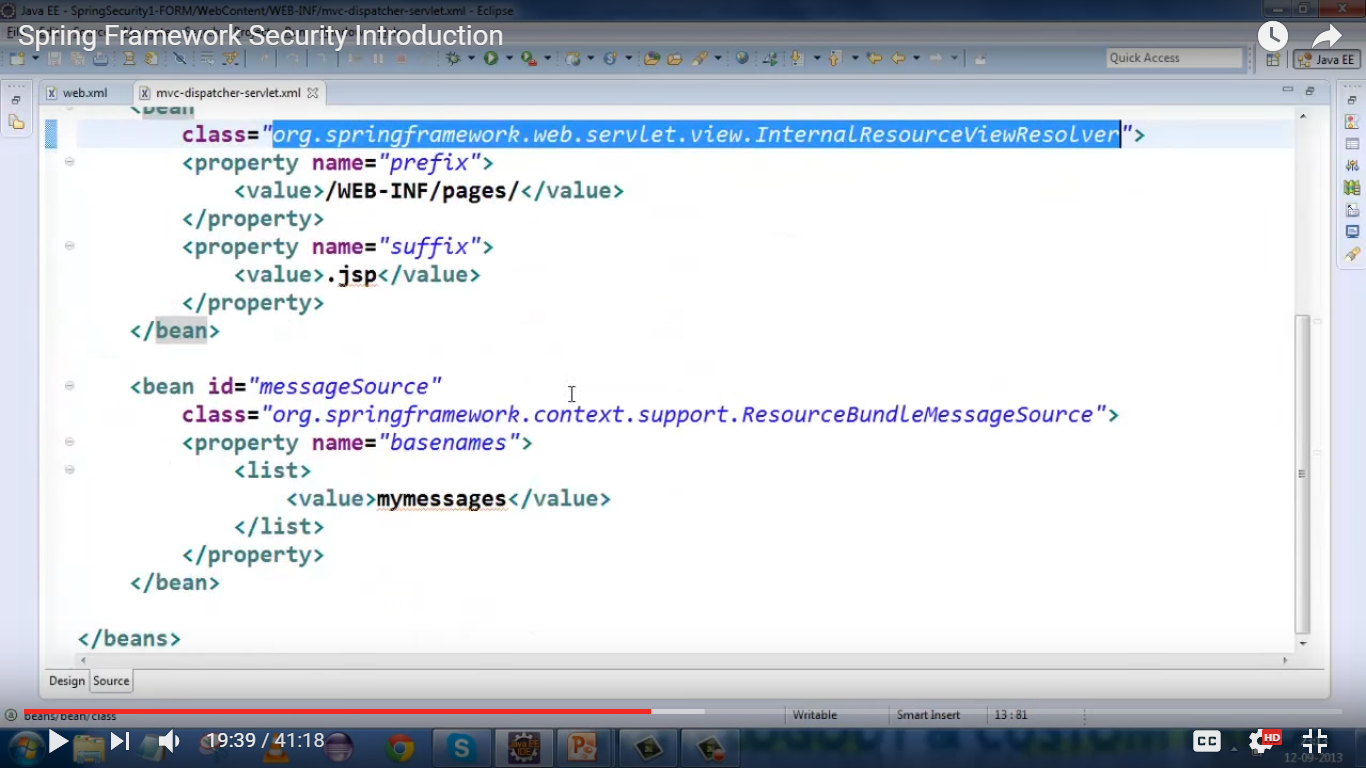 Java EE - SpringSecurity1-FORM/WebContent/WEB-INF/mvc-dispatcher-servlet.xml - Eclipse
Spring Framework Security Introduction
Quick Access
Java EE
web.xml
mvc-dispatcher-servlet.xml
<bean
class="org.springframework.web.servlet.view.InternalResourceViewResolver">
<property name="prefix">
<value>/WEB-INF/pages/</value>
</property>
<property name="suffix">
<value>.jsp</value>
</property>
</bean>
<bean id="messageSource"
class="org.springframework.context.support.ResourceBundleMessageSource">
<property name="basenames">
<list>
<value>mymessages</value>
</list>
</property>
</bean>
</beans>
Design Source
beans/bean/class
Writable
Smart Insert
13 : 81
19:39 / 41:18
CC
HD
12-09-2013